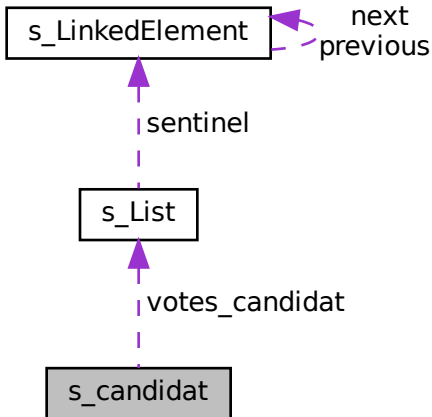 next
s_LinkedElement
previous
sentinel
s_List
votes_candidat
s_candidat